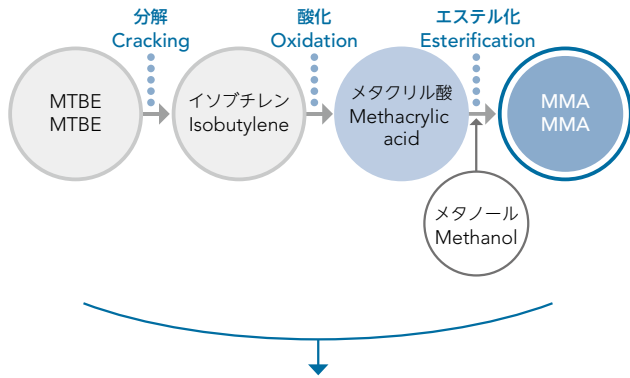 分解
Cracking
酸化
Oxidation
エステル化
Esterification
MTBE
MTBE
イソブチレン
Isobutylene
メタクリル酸
Methacrylic
acid
MMA
MMA
メタノール
Methanol